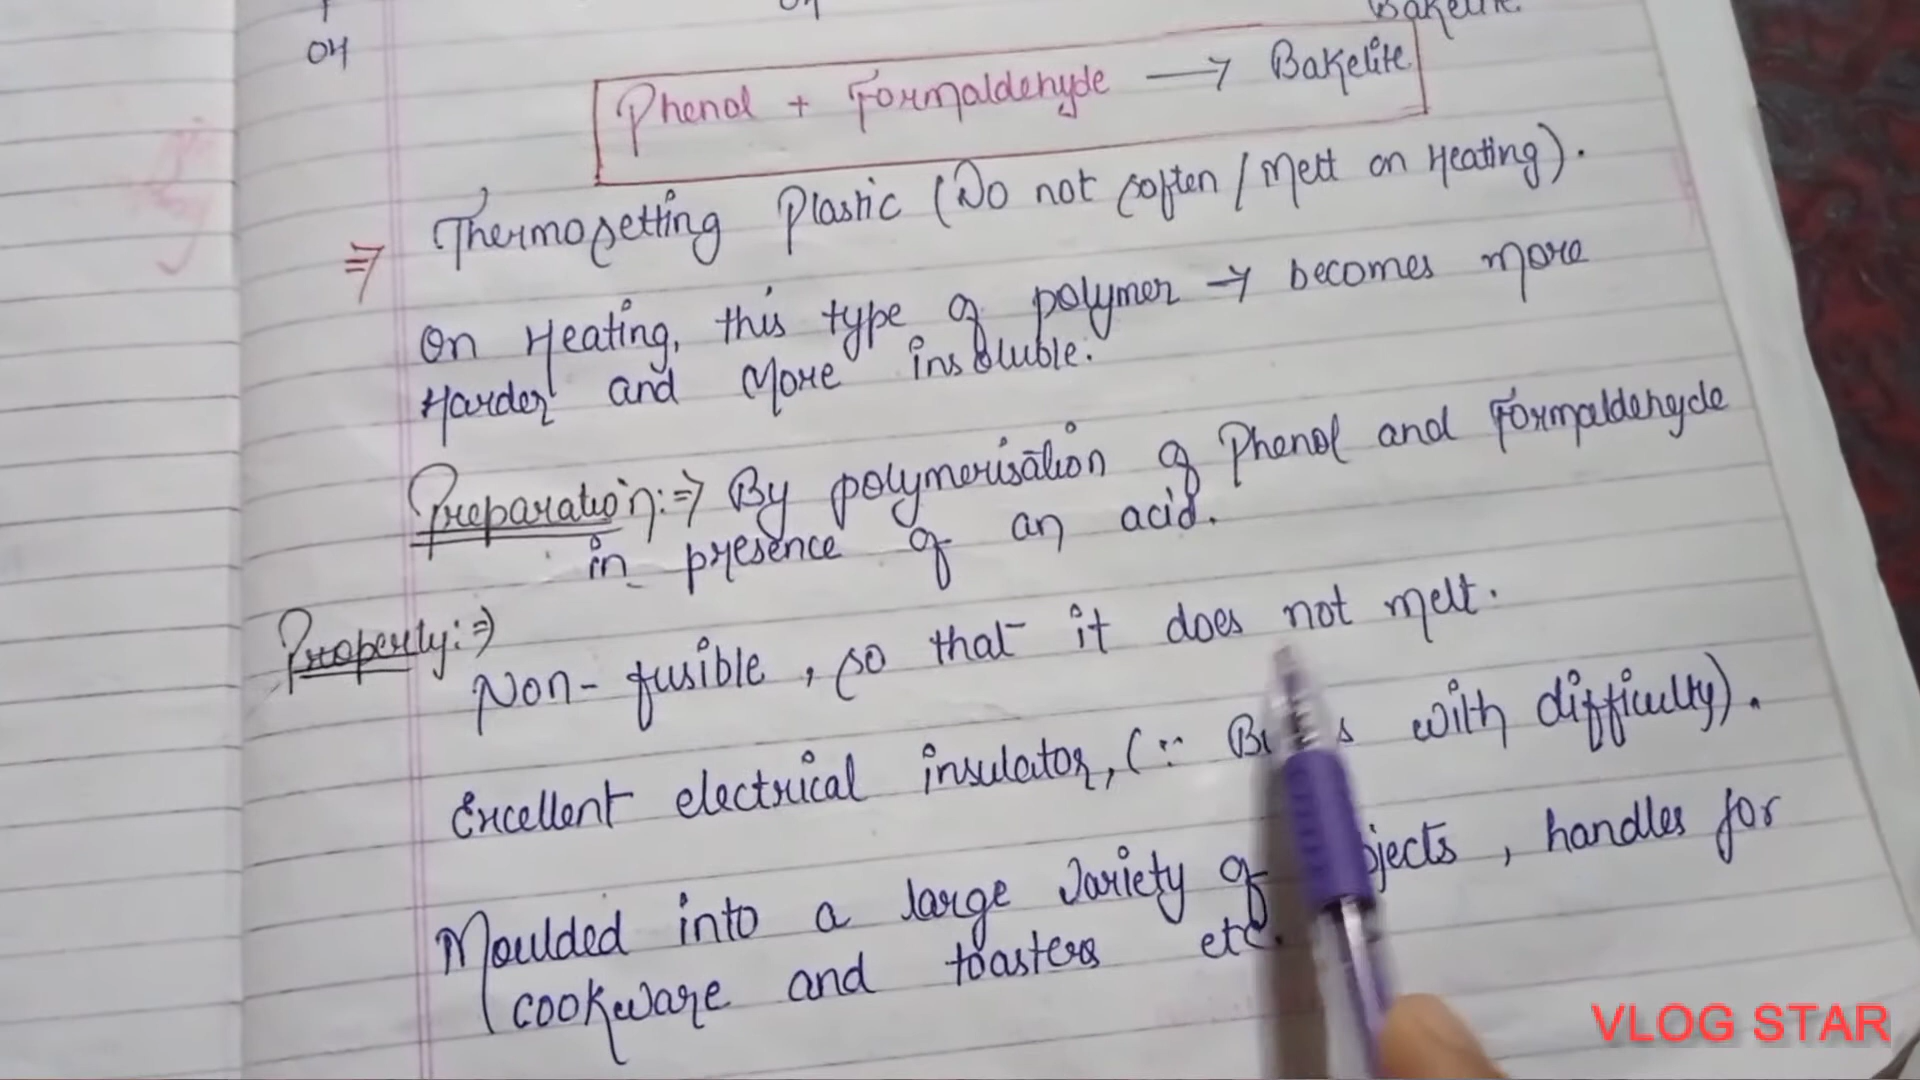 OH
Bakelite.
Phenol + Formaldehyde → Bakelite
⇒ Thermosetting Plastic (Do not soften / Melt on Heating).
On Heating, this type of polymer → becomes more
Harder and More insoluble.
Preparation:⇒ By polymerisation of Phenol and Formaldehyde
in presence of an acid.
Property:⇒
Non-fusible, so that it does not melt.
Excellent electrical insulator, (∵ with difficulty).
Moulded into a large variety of , handles for
cookware and toasters etc.
VLOG STAR